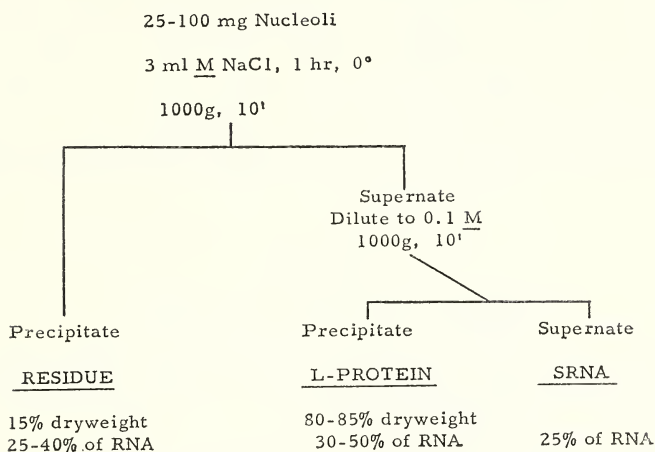 25-100 mg Nucleoli
3 ml M NaCl, 1 hr, 0°
1000g, 10'
Supernate
Dilute to 0.1 M
1000g, 10'
Precipitate
RESIDUE
15% dryweight
25-40% of RNA
Precipitate
L-PROTEIN
80-85% dryweight
30-50% of RNA
Supernate
SRNA
25% of RNA